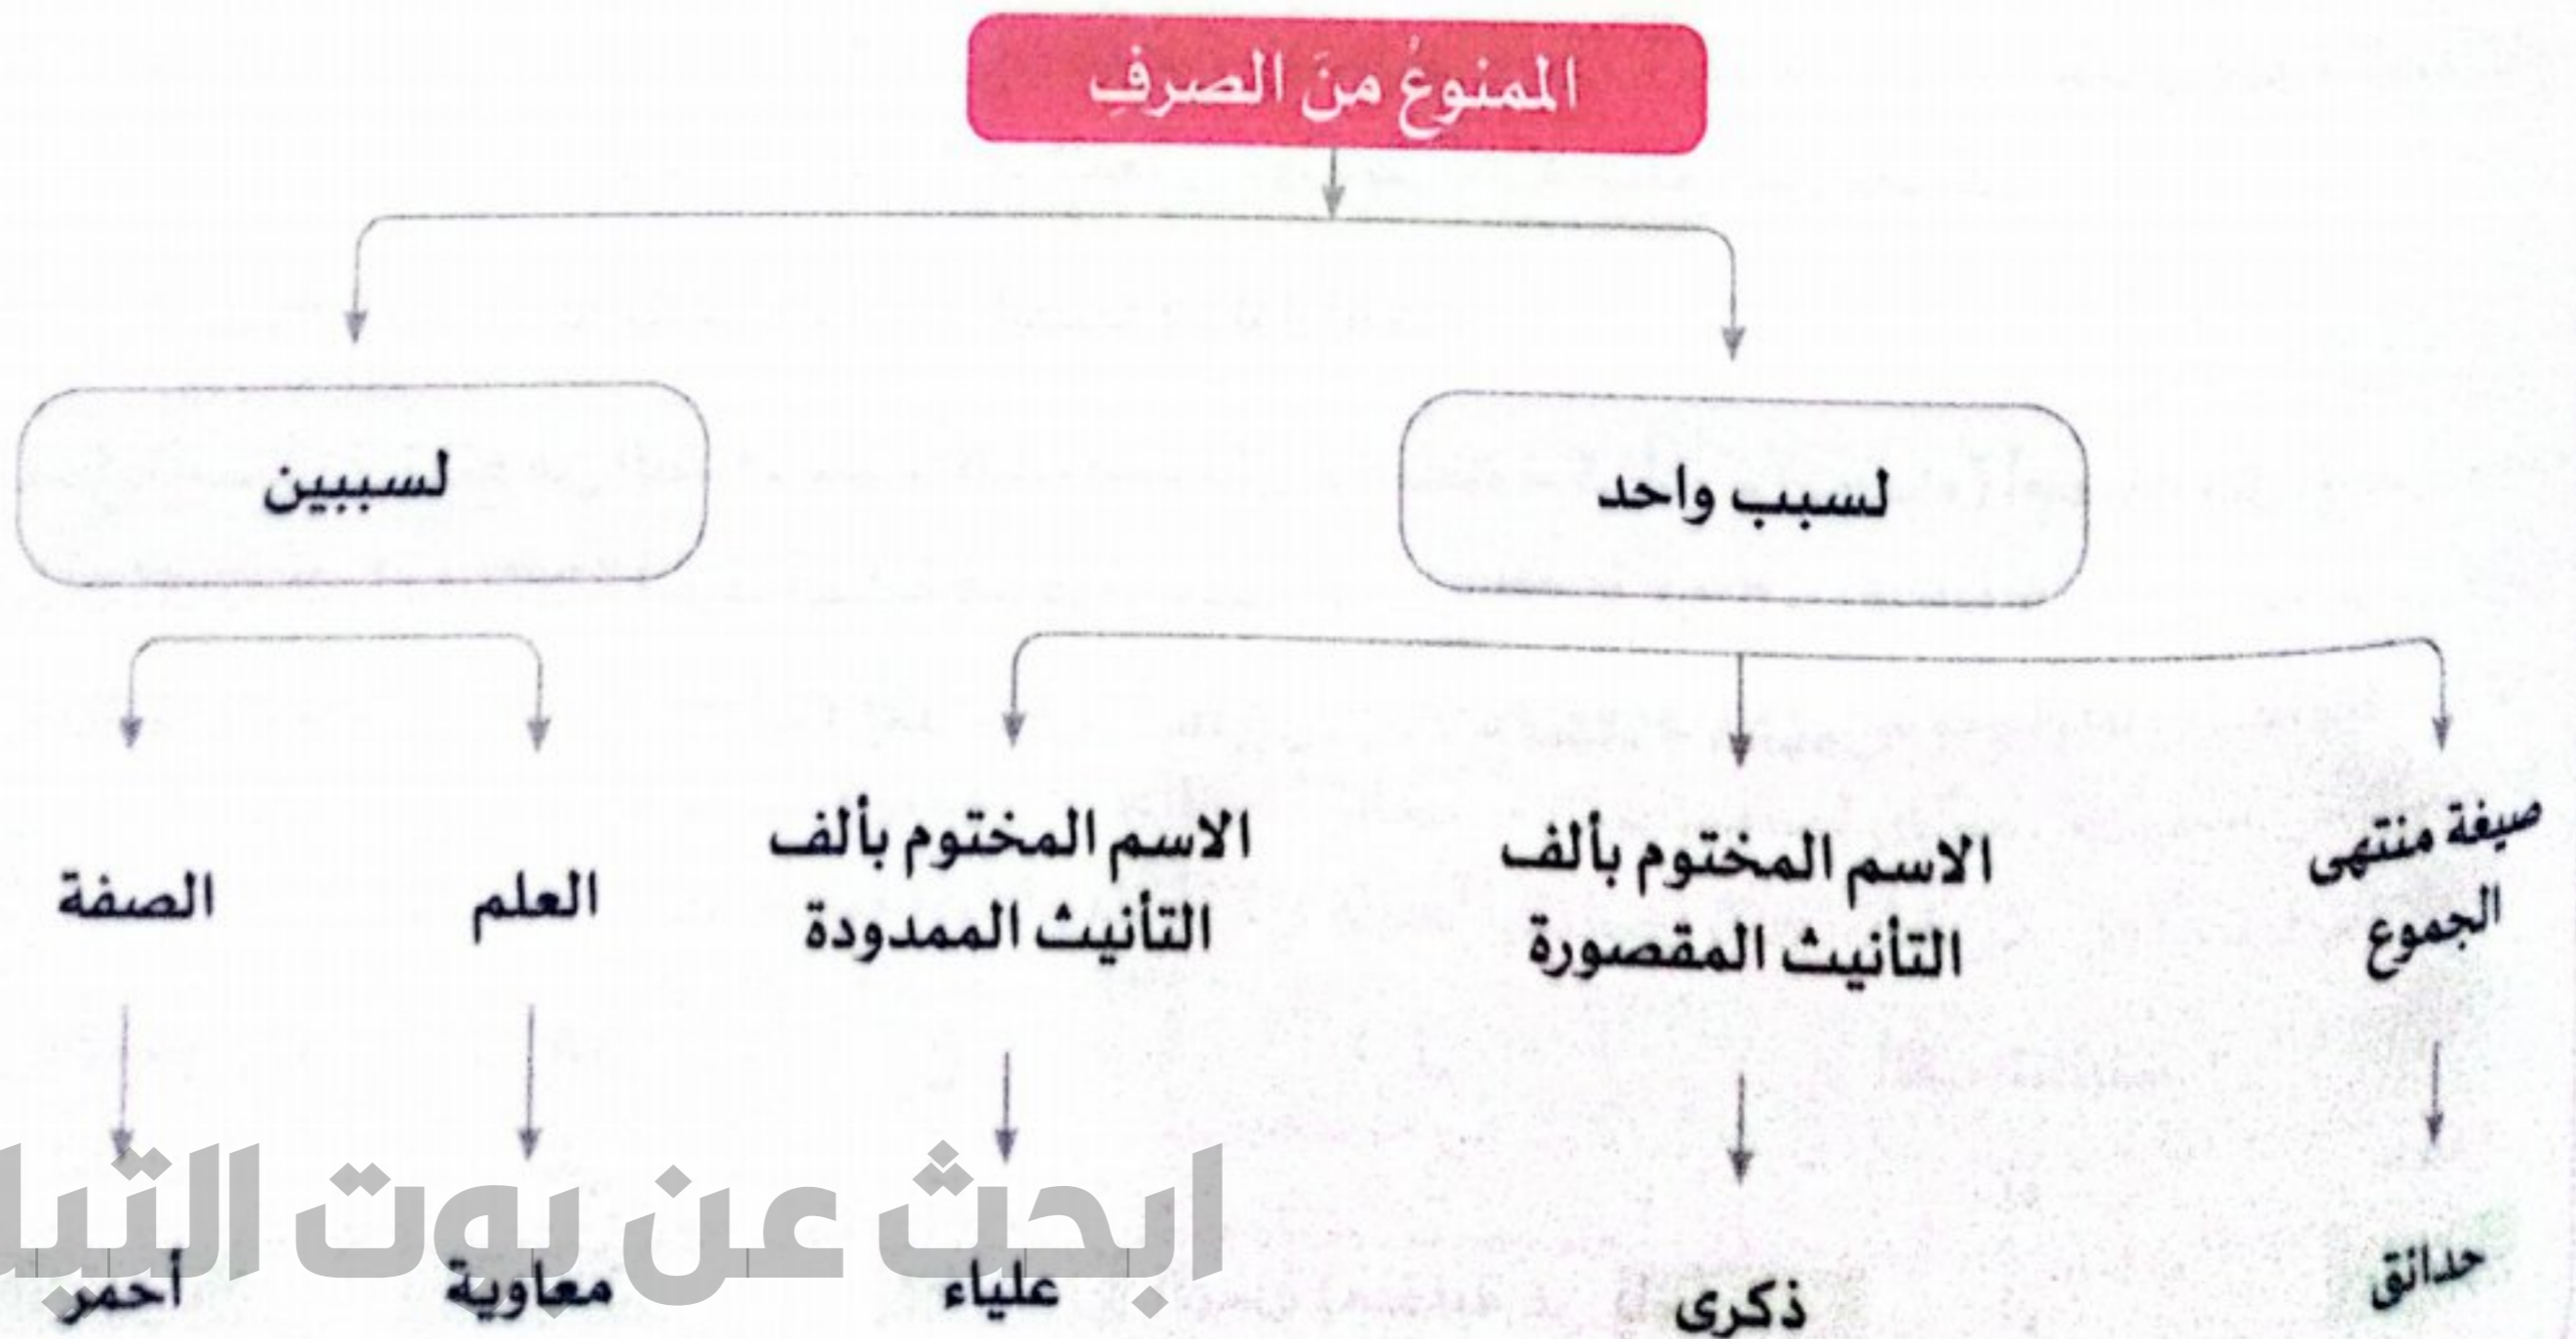 الممنوعُ منَ الصرفِ
لسبب واحد
لسببين
صيغة منتهى
الجموع
الاسم المختوم بألف
التأنيث المقصورة
الاسم المختوم بألف
التأنيث الممدودة
العلم
الصفة
حدائق
ذكرى
علياء
معاوية
أحمر
ابحث عن بوت التيا